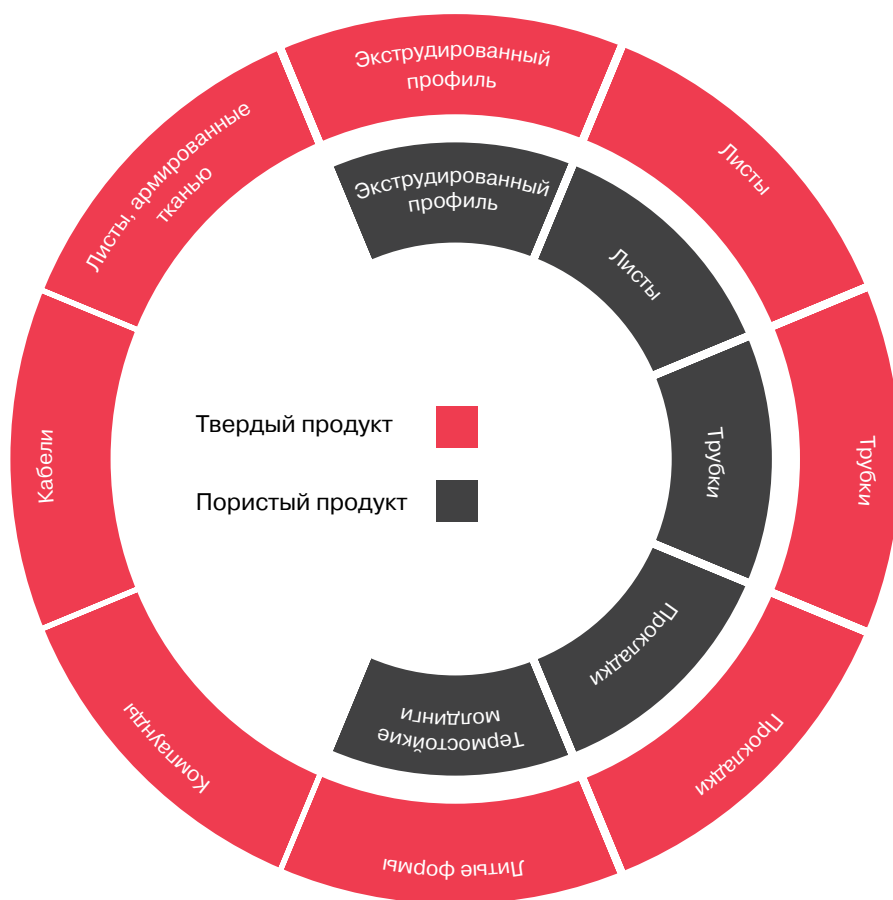 Экструдированный
профиль
Листы
Трубки
Прокладки
Литые формы
Компаунды
Кабели
Листы, армированные
тканью
Экструдированный
профиль
Листы
Трубки
Прокладки
Термостойкие
молдинги
Твердый продукт
Пористый продукт